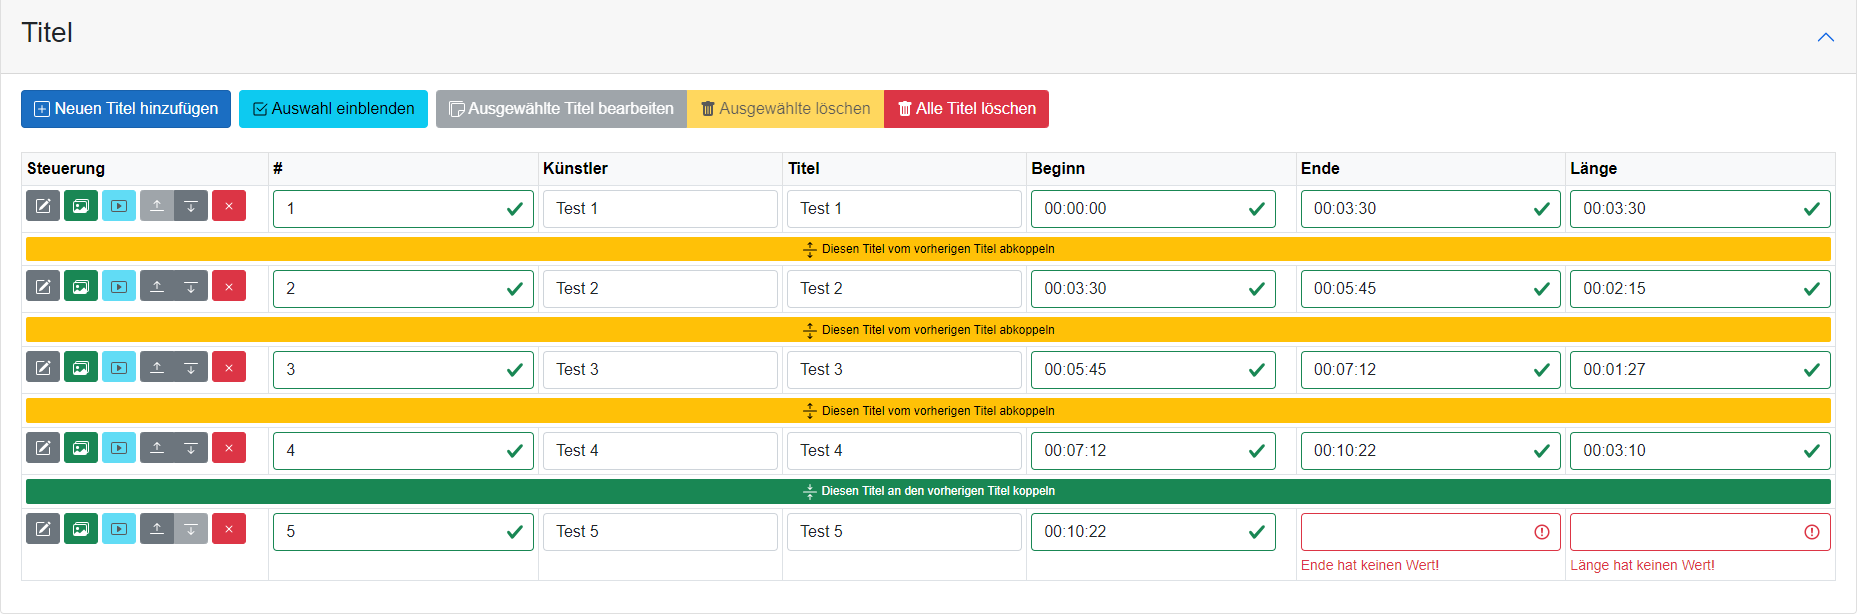 Titel
Neuen Titel hinzufügen Auswahl einblenden Ausgewählte Titel bearbeiten Ausgewählte löschen Alle Titel löschen
Steuerung # Künstler Titel Beginn Ende Länge
1 Test 1 Test 1 00:00:00 00:03:30 00:03:30
Diesen Titel vom vorherigen Titel abkoppeln
2 Test 2 Test 2 00:03:30 00:05:45 00:02:15
Diesen Titel vom vorherigen Titel abkoppeln
3 Test 3 Test 3 00:05:45 00:07:12 00:01:27
Diesen Titel vom vorherigen Titel abkoppeln
4 Test 4 Test 4 00:07:12 00:10:22 00:03:10
Diesen Titel an den vorherigen Titel koppeln
5 Test 5 Test 5 00:10:22
Ende hat keinen Wert! Länge hat keinen Wert!